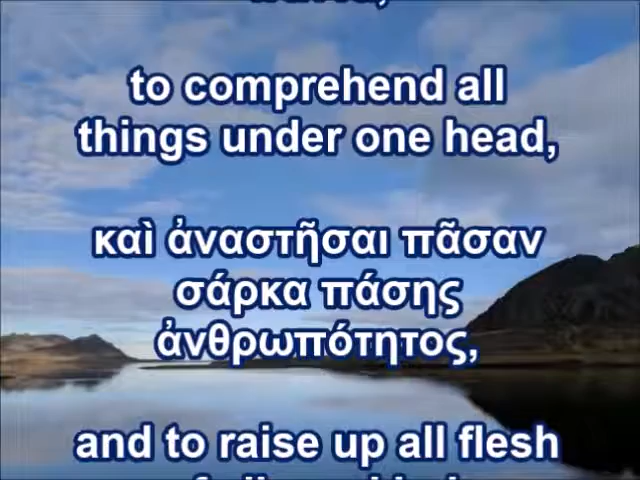 to comprehend all
things under one head,
καὶ ἀναστῆσαι πᾶσαν
σάρκα πάσης
ἀνθρωπότητος,
and to raise up all flesh